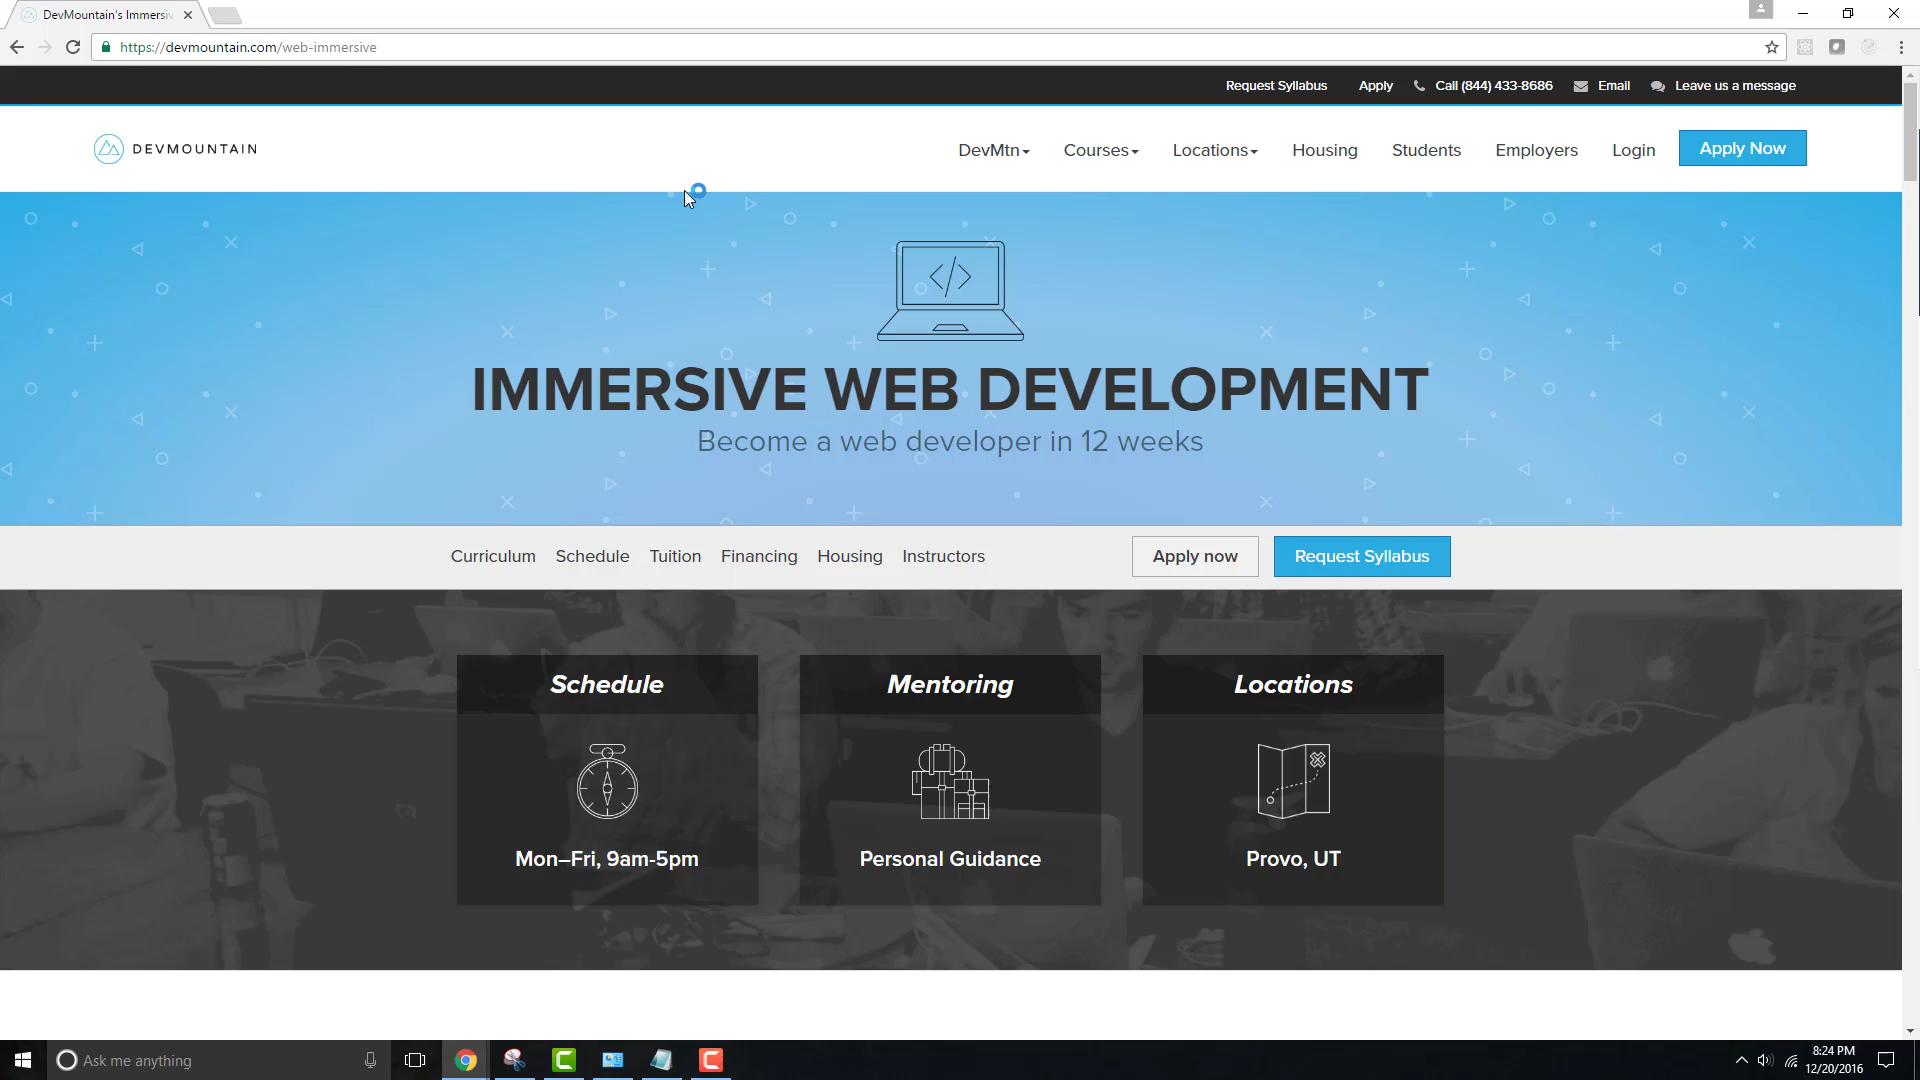 DevMountain's Immersiv
https://devmountain.com/web-immersive
Request Syllabus Apply Call (844) 433-8686 Email Leave us a message
DEVMOUNTAIN
DevMtn Courses Locations Housing Students Employers Login Apply Now
</>
IMMERSIVE WEB DEVELOPMENT
Become a web developer in 12 weeks
Curriculum Schedule Tuition Financing Housing Instructors Apply now Request Syllabus
Schedule Mentoring Locations
Mon–Fri, 9am-5pm Personal Guidance Provo, UT
Ask me anything
8:24 PM
12/20/2016